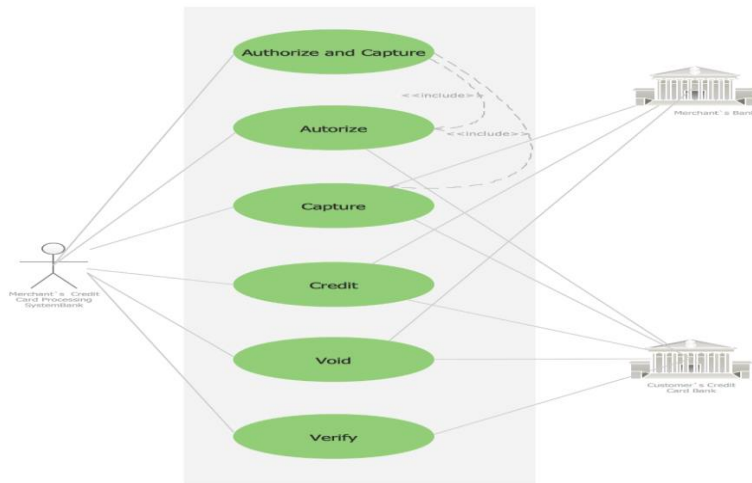 Authorize and Capture
<<include>>
Autorize
<<include>>
Capture
Credit
Void
Verify
Merchant`s Credit
Card Processing
SystemBank
Merchant`s Bank
Customer`s Credit
Card Bank